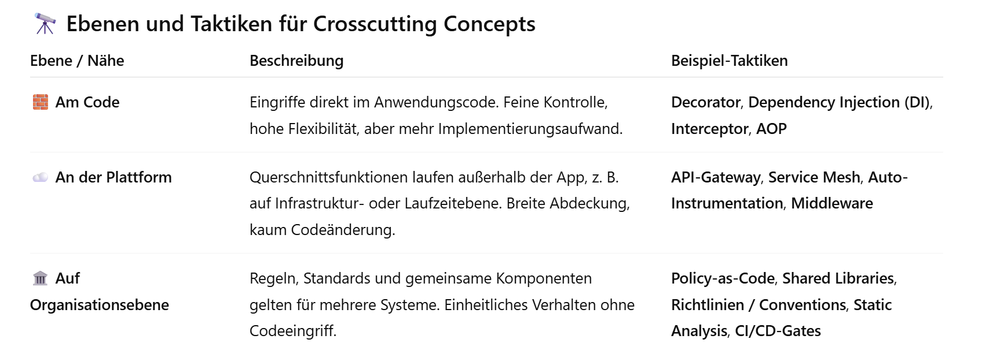 Ebenen und Taktiken für Crosscutting Concepts
Ebene / Nähe Beschreibung Beispiel-Taktiken
Am Code Eingriffe direkt im Anwendungscode. Feine Kontrolle, Decorator, Dependency Injection (DI),
hohe Flexibilität, aber mehr Implementierungsaufwand. Interceptor, AOP
An der Plattform Querschnittsfunktionen laufen außerhalb der App, z. B. API-Gateway, Service Mesh, Auto-
auf Infrastruktur- oder Laufzeitebene. Breite Abdeckung, Instrumentation, Middleware
kaum Codeänderung.
Auf Regeln, Standards und gemeinsame Komponenten Policy-as-Code, Shared Libraries,
Organisationsebene gelten für mehrere Systeme. Einheitliches Verhalten ohne Richtlinien / Conventions, Static
Codeeingriff. Analysis, CI/CD-Gates